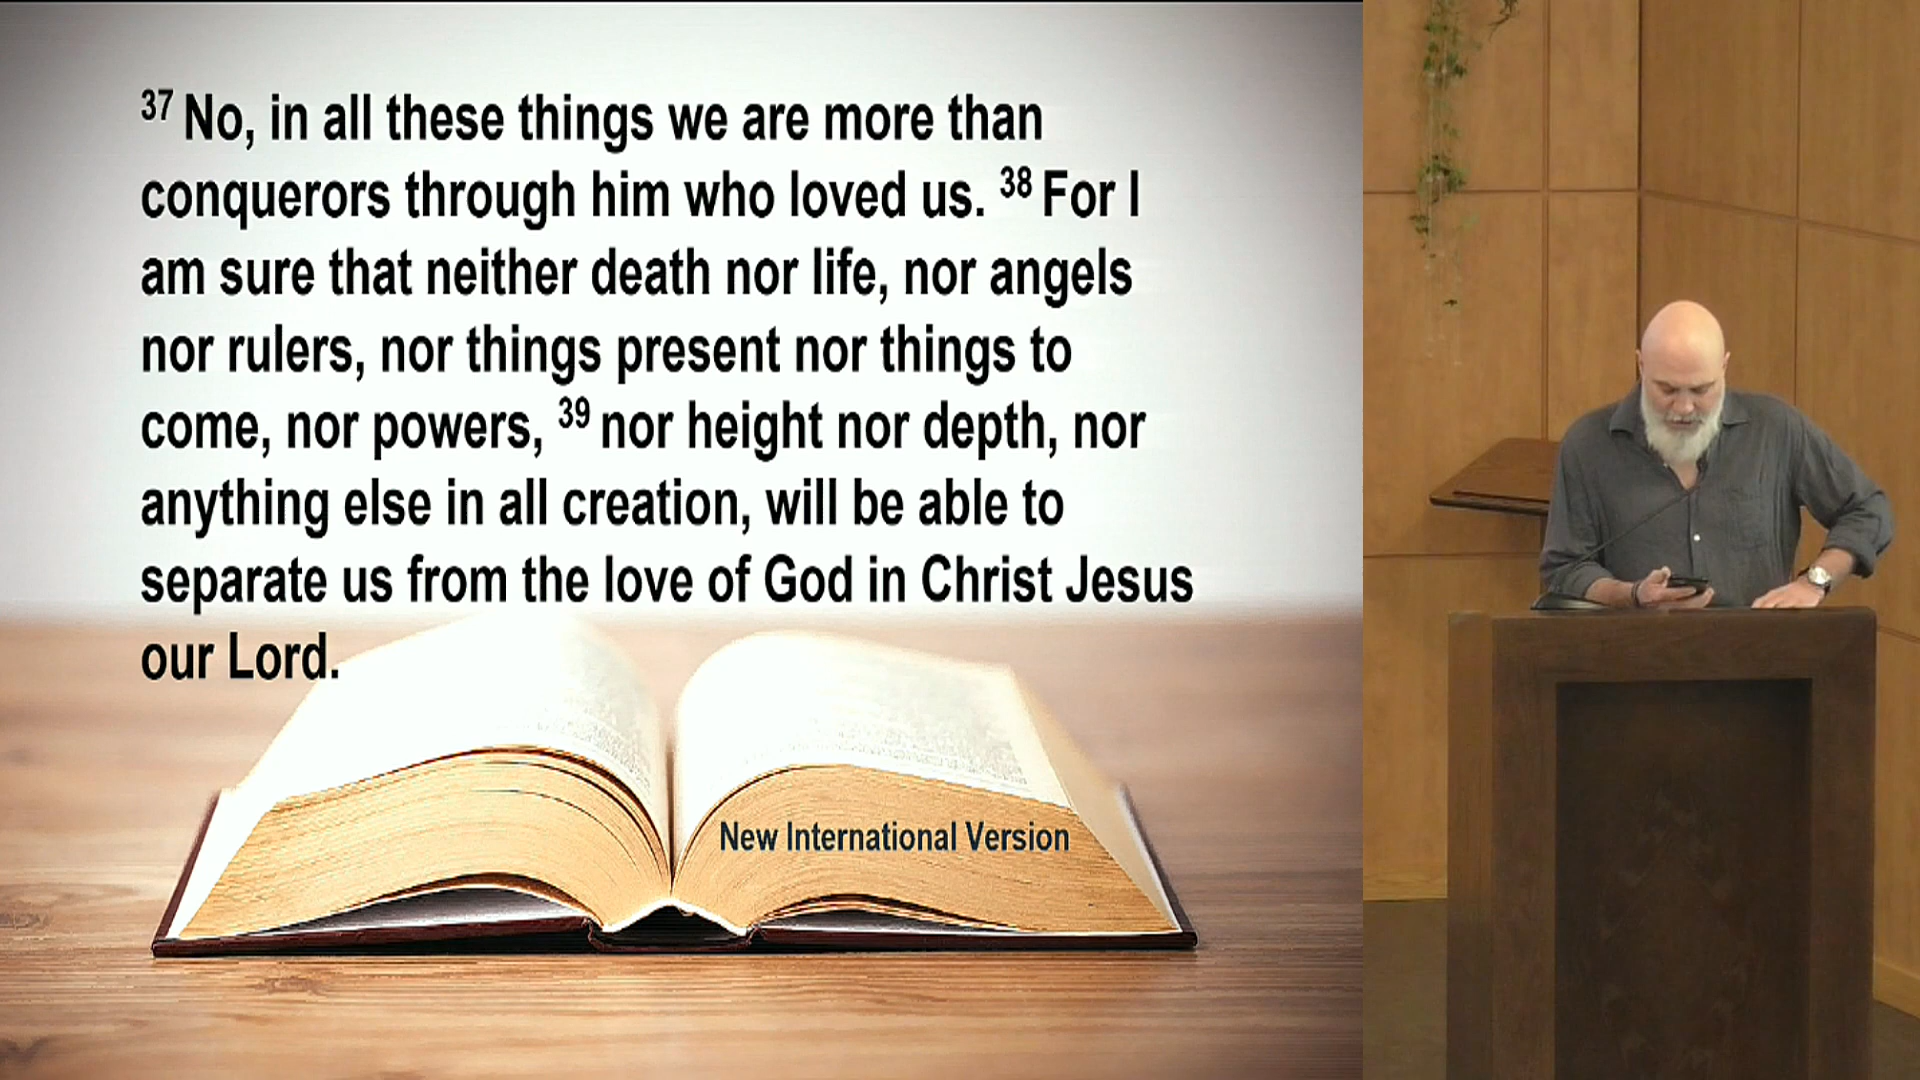 37 No, in all these things we are more than
conquerors through him who loved us. 38 For I
am sure that neither death nor life, nor angels
nor rulers, nor things present nor things to
come, nor powers, 39 nor height nor depth, nor
anything else in all creation, will be able to
separate us from the love of God in Christ Jesus
our Lord.
New International Version